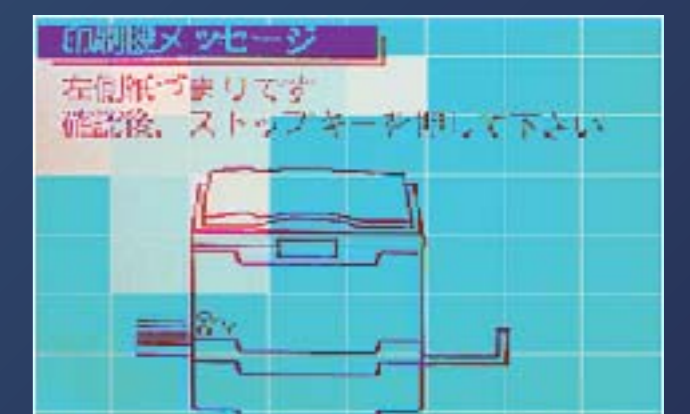 印刷機メッセージ
左側紙づまりです
確認後、ストップキーを押して下さい